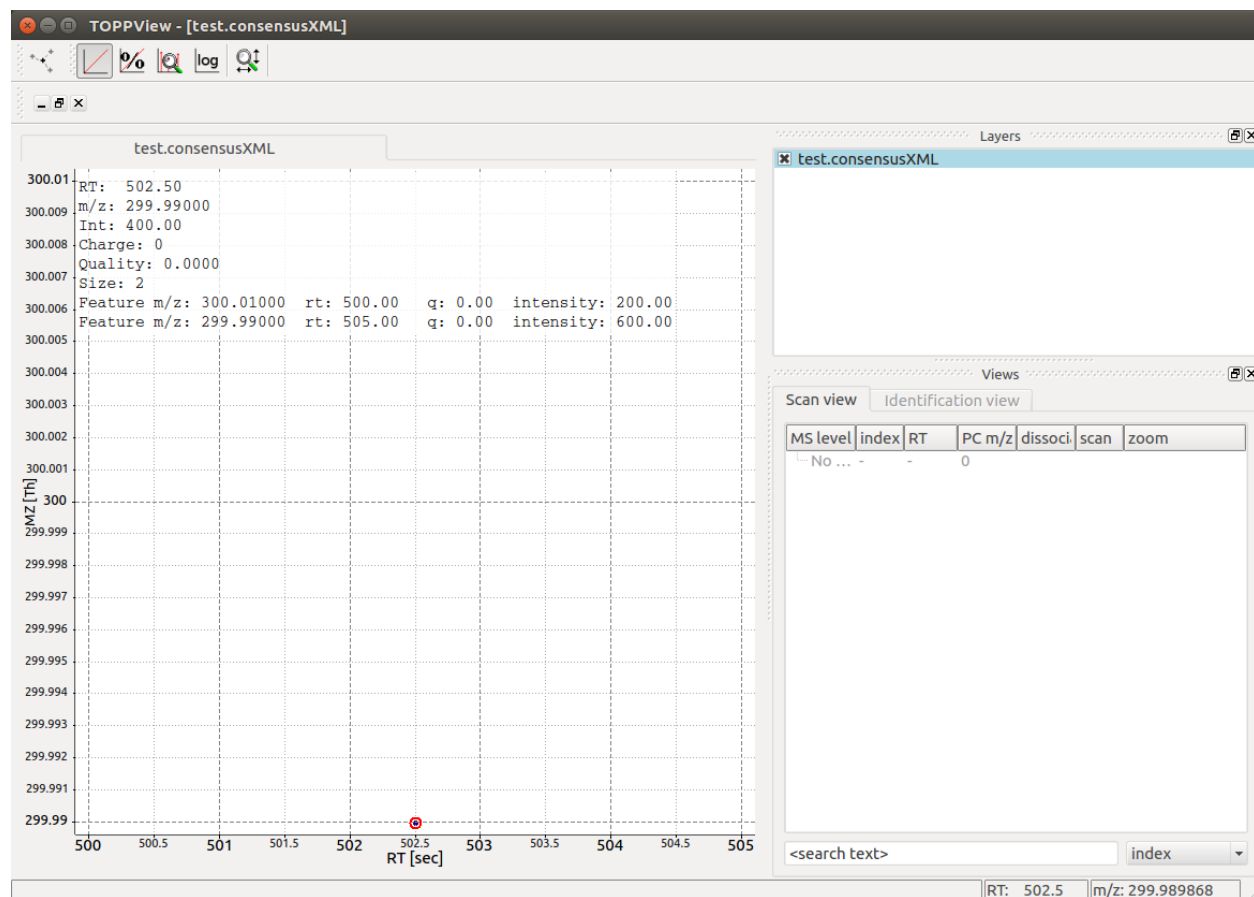 TOPPView - [test.consensusXML]
% log
test.consensusXML
300.01
300.009
300.008
300.007
300.006
300.005
300.004
300.003
300.002
300.001
300
299.999
299.998
299.997
299.996
299.995
299.994
299.993
299.992
299.991
299.99
MZ [Th]
RT: 502.50
m/z: 299.99000
Int: 400.00
Charge: 0
Quality: 0.0000
Size: 2
Feature m/z: 300.01000 rt: 500.00 q: 0.00 intensity: 200.00
Feature m/z: 299.99000 rt: 505.00 q: 0.00 intensity: 600.00
500 500.5 501 501.5 502 502.5 503 503.5 504 504.5 505
RT [sec]
Layers
test.consensusXML
Views
Scan view Identification view
MS level index RT PC m/z dissoci scan zoom
No ... - - 0
<search text> index
RT: 502.5 m/z: 299.989868